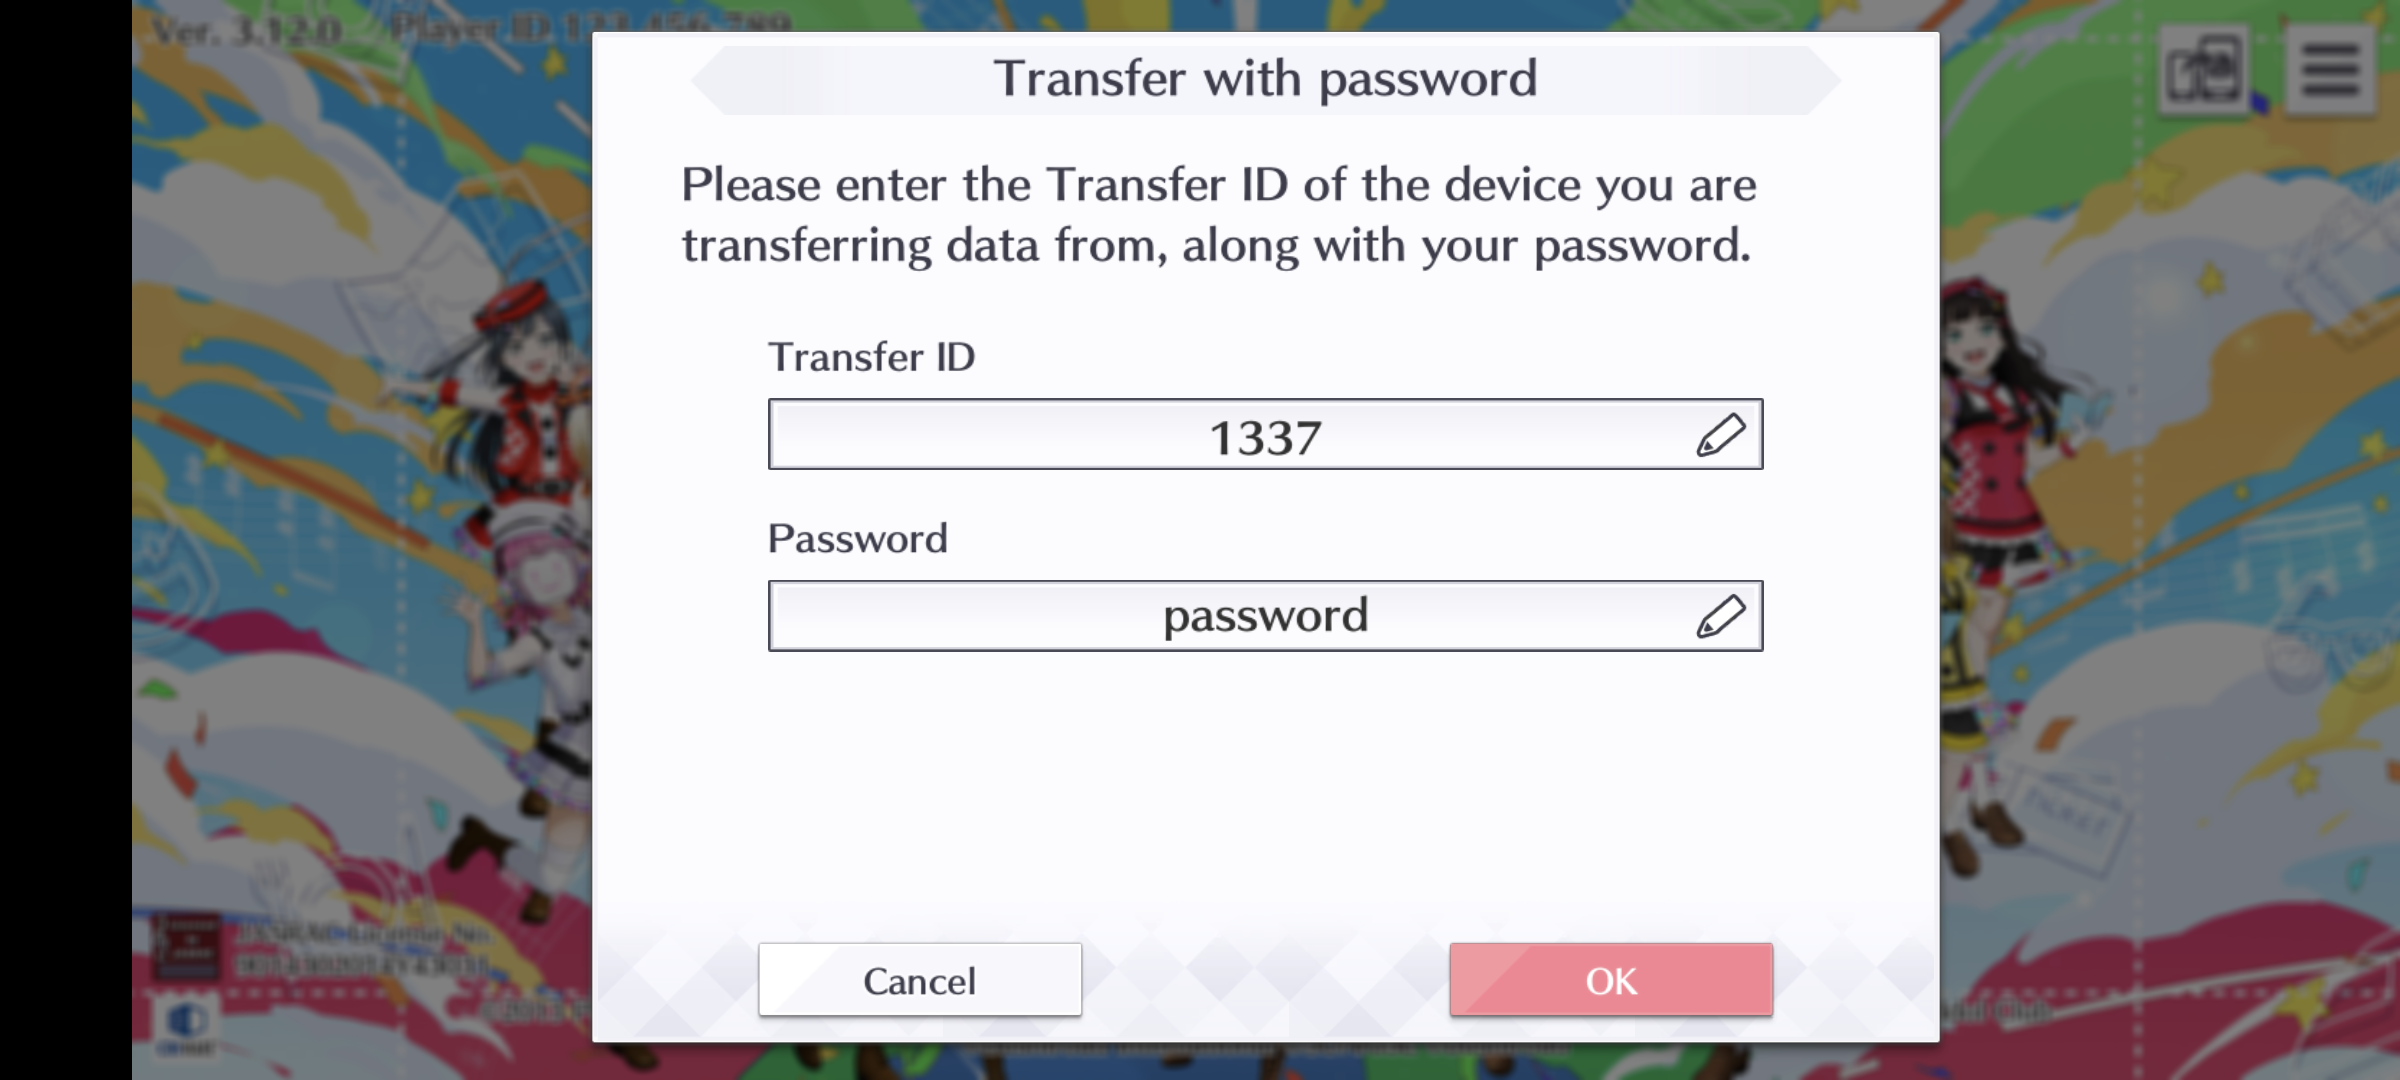 Ver. 3.12.0 Player ID 123 456 789
Transfer with password
Please enter the Transfer ID of the device you are
transferring data from, along with your password.
Transfer ID
1337
Password
password
TICKET
Cancel
OK